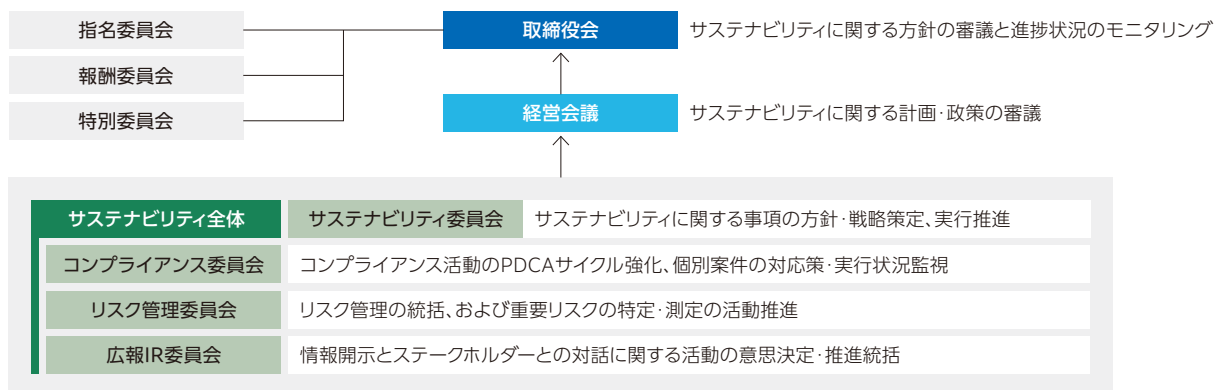 指名委員会
報酬委員会
特別委員会
取締役会
サステナビリティに関する方針の審議と進捗状況のモニタリング
経営会議
サステナビリティに関する計画・政策の審議
サステナビリティ全体
サステナビリティ委員会
サステナビリティに関する事項の方針・戦略策定、実行推進
コンプライアンス委員会
コンプライアンス活動のPDCAサイクル強化、個別案件の対応策・実行状況監視
リスク管理委員会
リスク管理の統括、および重要リスクの特定・測定の活動推進
広報IR委員会
情報開示とステークホルダーとの対話に関する活動の意思決定・推進統括